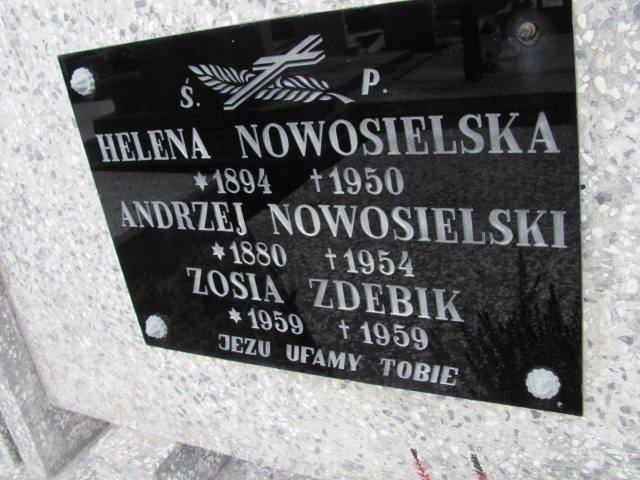 Ś. P.
HELENA NOWOSIELSKA
*1894 †1950
ANDRZEJ NOWOSIELSKI
*1880 †1954
ZOSIA ZDEBIK
*1959 †1959
JEZU UFAMY TOBIE